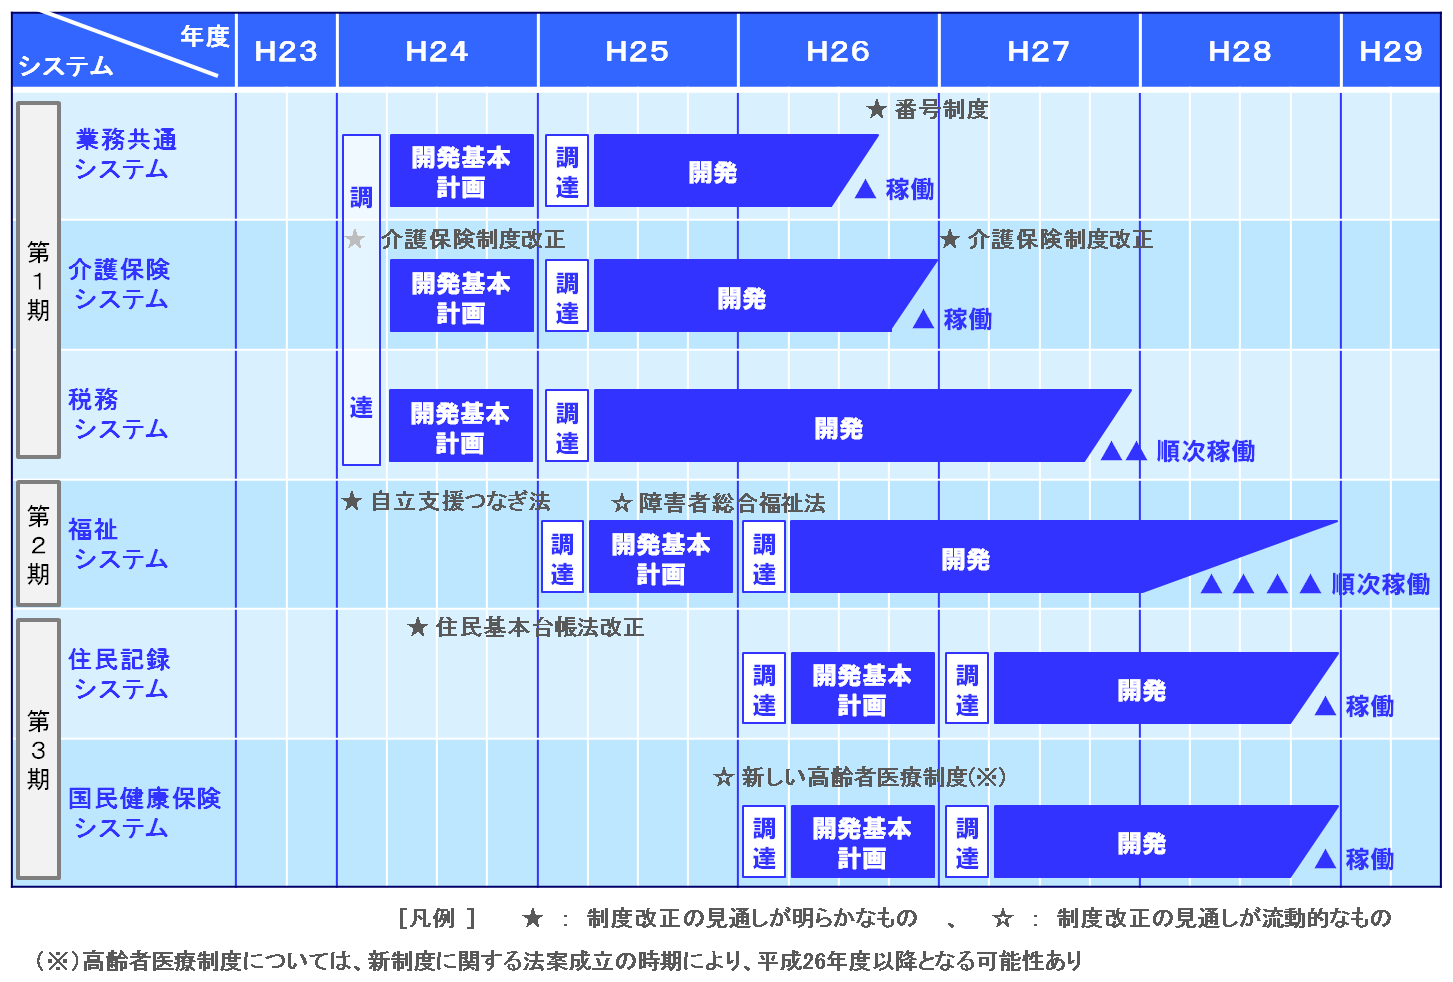 年度
システム
H23
H24
H25
H26
H27
H28
H29
第1期
★ 番号制度
業務共通
システム
調達
開発基本
計画
調達
開発
▲ 稼働
★ 介護保険制度改正
★ 介護保険制度改正
介護保険
システム
開発基本
計画
調達
開発
▲ 稼働
税務
システム
開発基本
計画
調達
開発
▲▲ 順次稼働
第2期
★ 自立支援つなぎ法
☆ 障害者総合福祉法
福祉
システム
調達
開発基本
計画
調達
開発
▲ ▲ ▲ ▲ 順次稼働
第3期
★ 住民基本台帳法改正
住民記録
システム
調達
開発基本
計画
調達
開発
▲ 稼働
☆ 新しい高齢者医療制度(※)
国民健康保険
システム
調達
開発基本
計画
調達
開発
▲ 稼働
[凡例 ] ★ : 制度改正の見通しが明らかなもの 、 ☆ : 制度改正の見通しが流動的なもの
(※)高齢者医療制度については、新制度に関する法案成立の時期により、平成26年度以降となる可能性あり